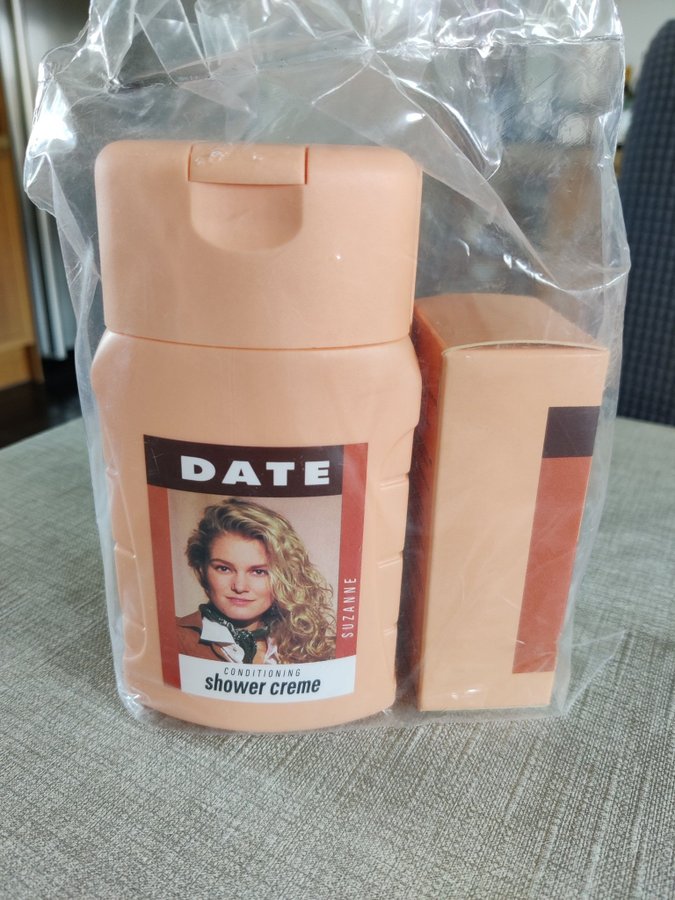 DATE
SUZANNE
CONDITIONING
shower creme